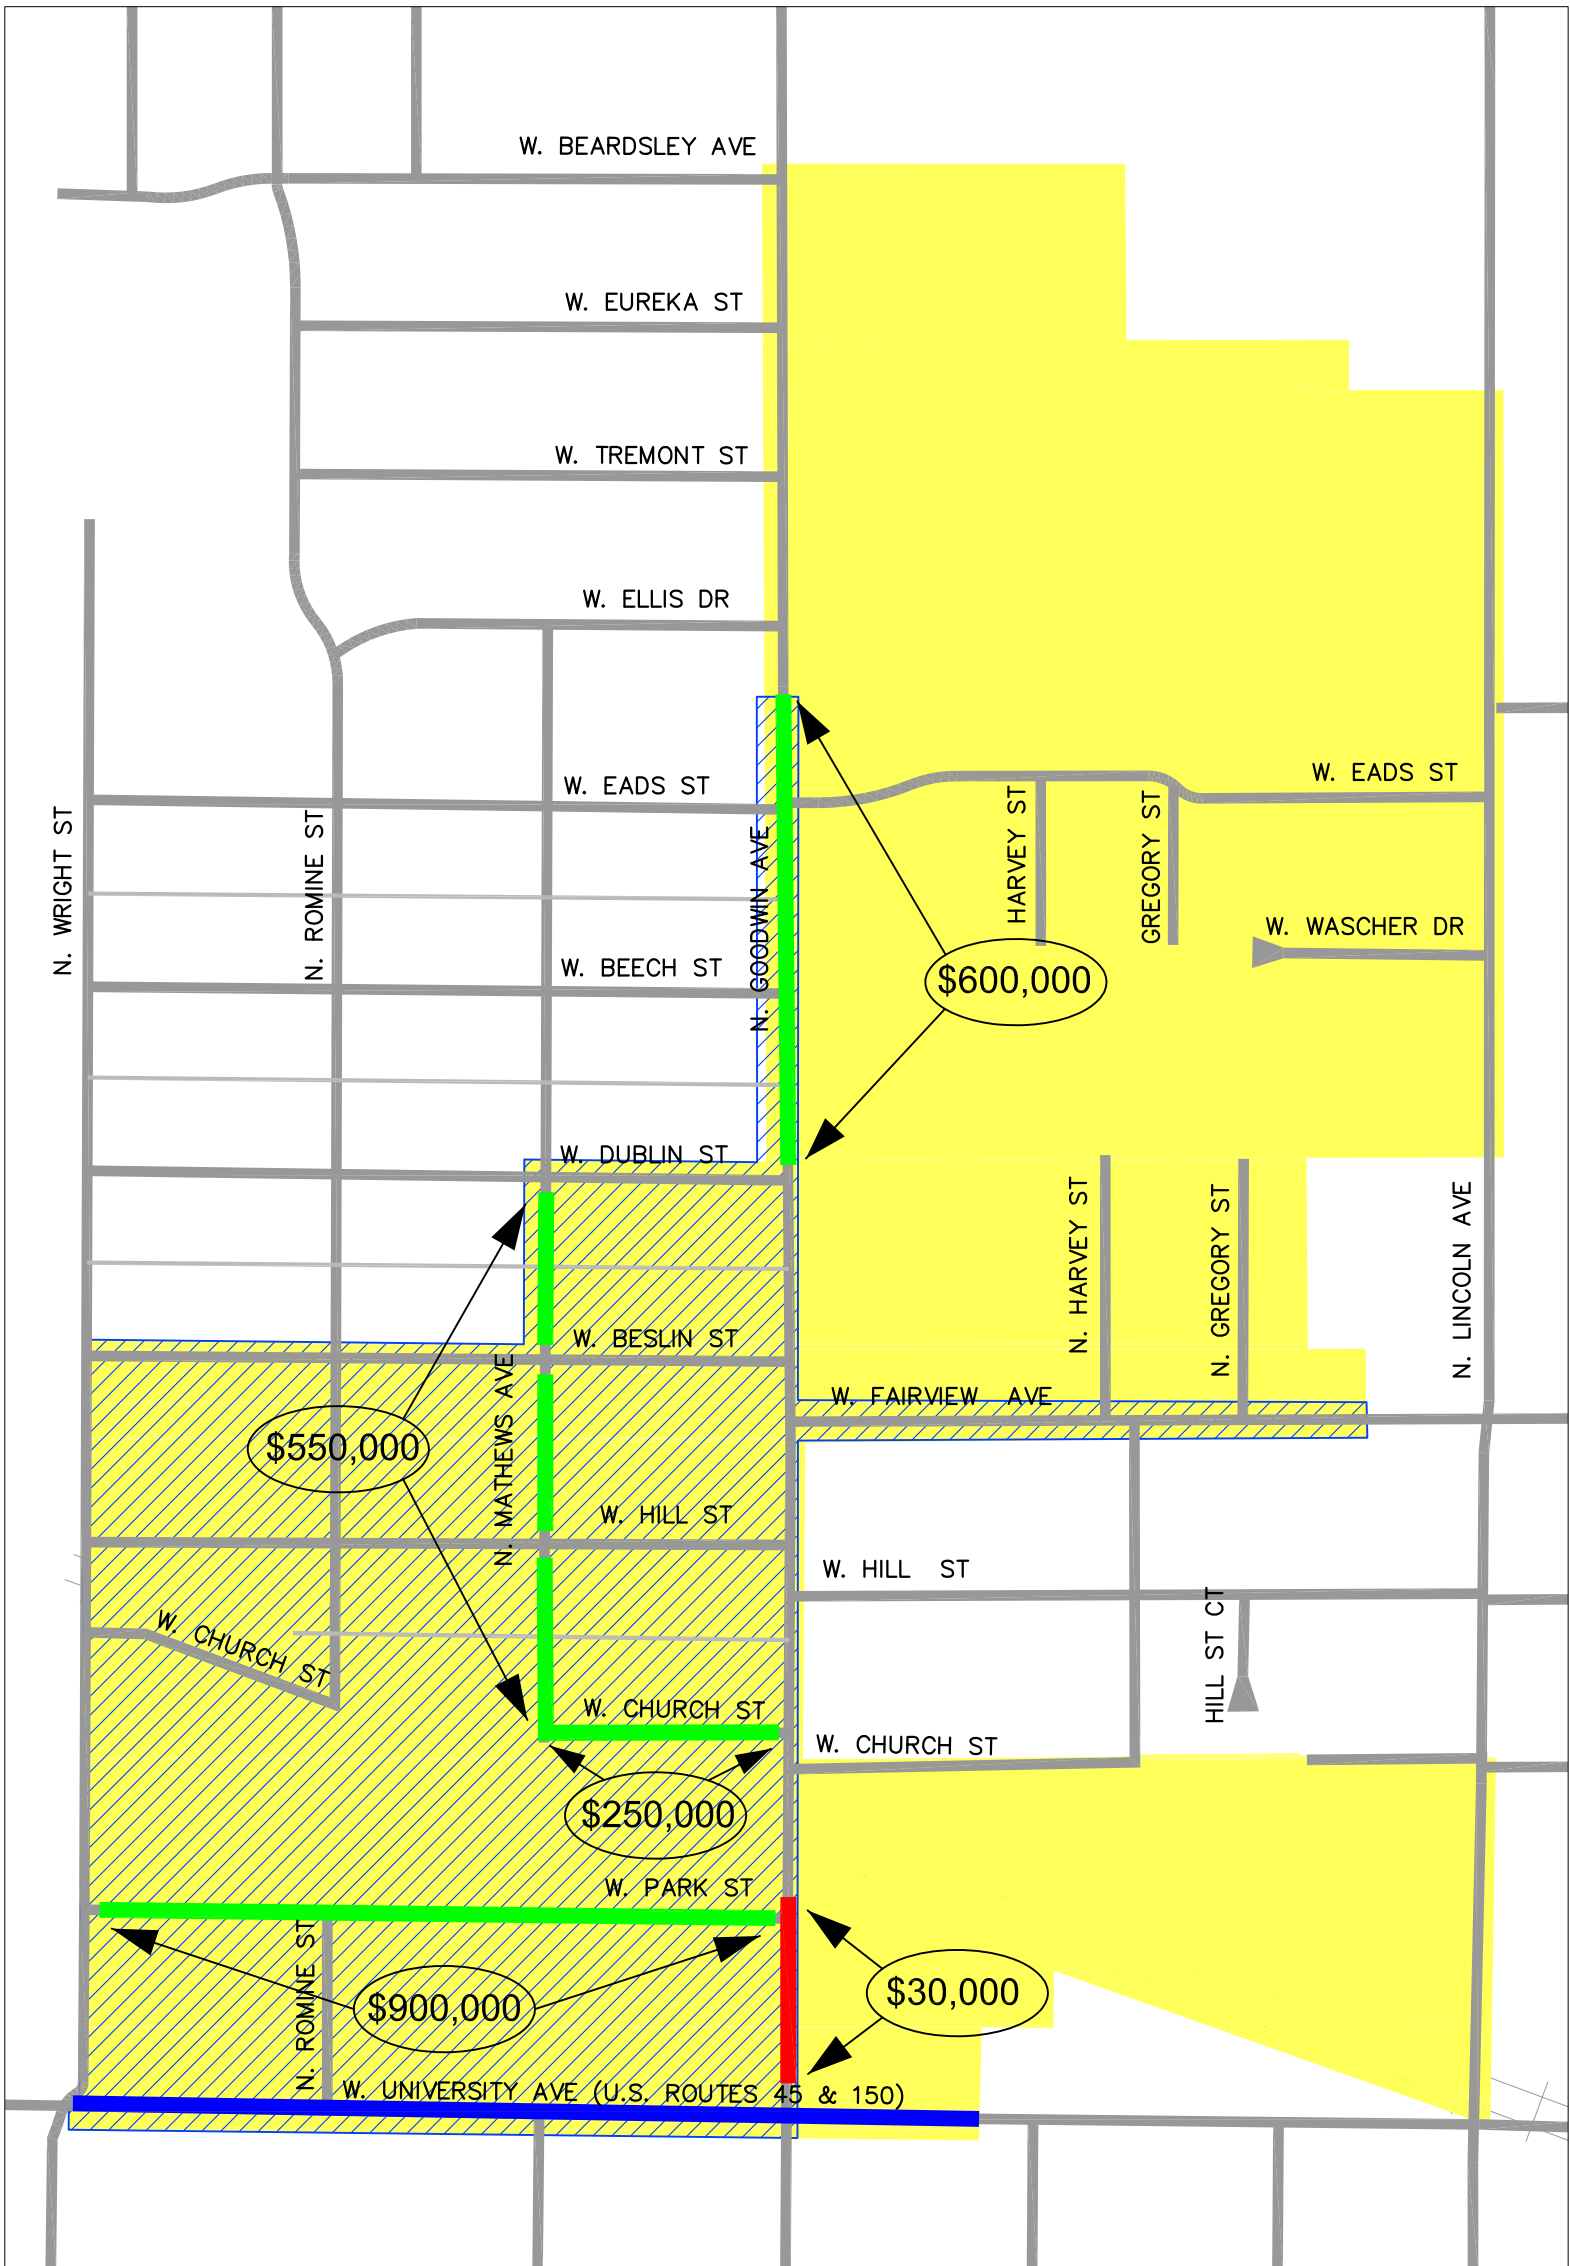 W. BEARDSLEY AVE
W. EUREKA ST
W. TREMONT ST
W. ELLIS DR
W. EADS ST
W. EADS ST
N. WRIGHT ST
N. ROMINE ST
N. GOODWIN AVE
HARVEY ST
GREGORY ST
W. WASCHER DR
W. BEECH ST
$600,000
W. DUBLIN ST
N. HARVEY ST
N. GREGORY ST
N. LINCOLN AVE
W. BESLIN ST
N. MATHEWS AVE
W. FAIRVIEW AVE
$550,000
W. HILL ST
W. HILL ST
HILL ST CT
W. CHURCH ST
W. CHURCH ST
W. CHURCH ST
$250,000
W. PARK ST
N. ROMINE ST
$900,000
$30,000
W. UNIVERSITY AVE (U.S. ROUTES 45 & 150)